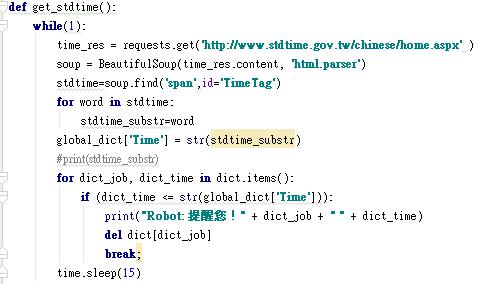 def get_stdtime():
    while(1):
        time_res = requests.get('http://www.stdtime.gov.tw/chinese/home.aspx' )
        soup = BeautifulSoup(time_res.content, 'html.parser')
        stdtime=soup.find('span',id='TimeTag')
        for word in stdtime:
            stdtime_substr=word
        global_dict['Time'] = str(stdtime_substr)
        #print(stdtime_substr)
        for dict_job, dict_time in dict.items():
            if (dict_time <= str(global_dict['Time'])):
                print("Robot: 提醒您！" + dict_job + " " + dict_time)
                del dict[dict_job]
                break;
        time.sleep(15)